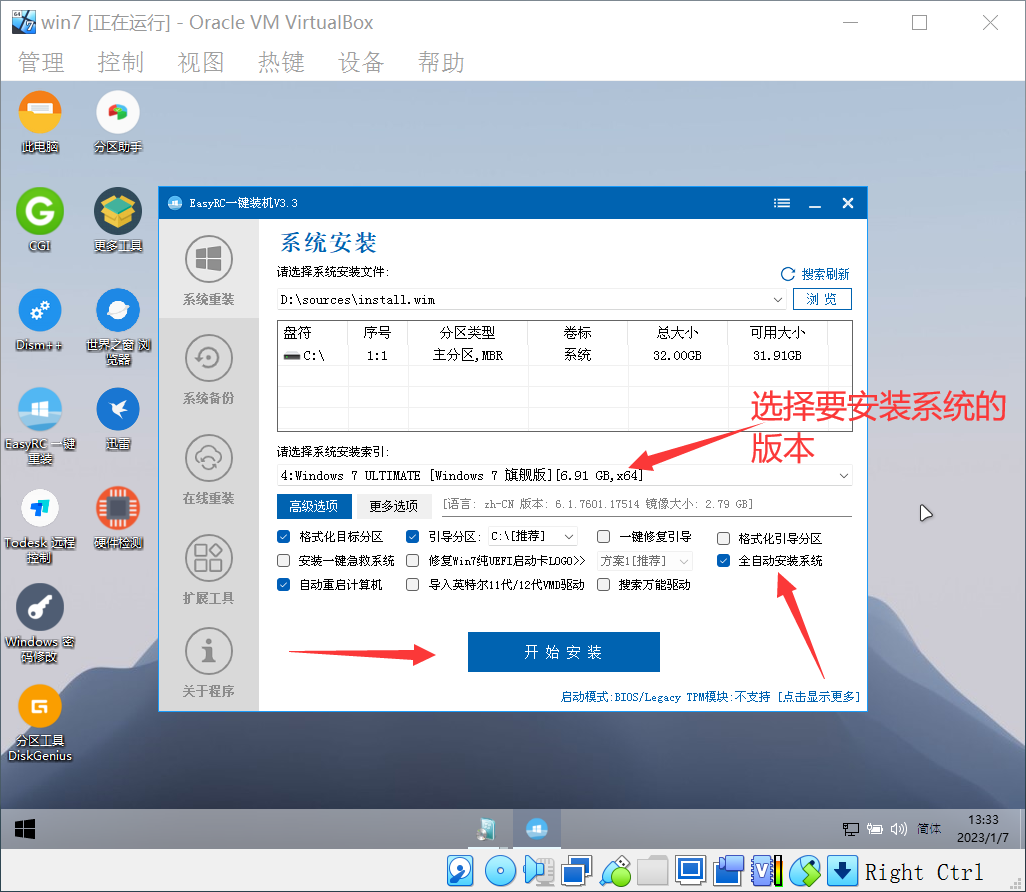 win7 [正在运行] - Oracle VM VirtualBox
管理 控制 视图 热键 设备 帮助
此电脑 分区助手
CGI 更多工具
Dism++ 世界之窗 浏览器
EasyRC 一键重装 迅雷
Todesk 远程控制 硬件检测
Windows 密码修改
分区工具
DiskGenius
EasyRC一键装机V3.3
系统重装
系统备份
在线重装
扩展工具
关于程序
系统安装
请选择系统安装文件:
搜索刷新
D:\sources\install.wim 浏 览
盘符 序号 分区类型 卷标 总大小 可用大小
C:\ 1:1 主分区,MBR 系统 32.00GB 31.91GB
选择要安装系统的
版本
请选择系统安装索引:
4:Windows 7 ULTIMATE [Windows 7 旗舰版][6.91 GB,x64]
高级选项 更多选项 [语言: zh-CN 版本: 6.1.7601.17514 镜像大小: 2.79 GB]
格式化目标分区 引导分区: C:\[推荐] 一键修复引导 格式化引导分区
安装一键急救系统 修复Win7纯UEFI启动卡LOGO>> 方案1[推荐] 全自动安装系统
自动重启计算机 导入英特尔11代/12代VMD驱动 搜索万能驱动
开 始 安 装
启动模式:BIOS/Legacy TPM模块:不支持 [点击显示更多]
简体 13:33
2023/1/7
Right Ctrl